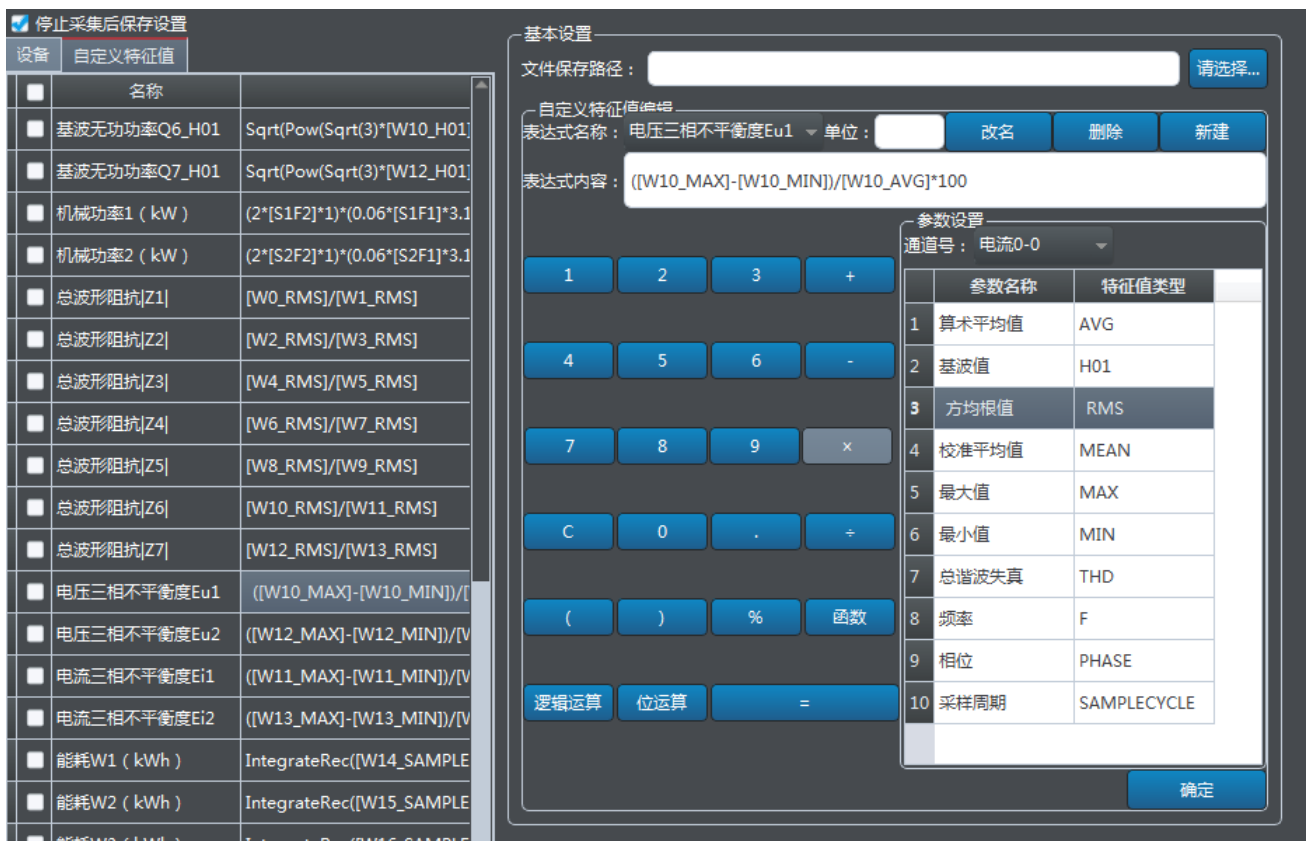 停止采集后保存设置
设备 自定义特征值
名称
基波无功功率Q6_H01 Sqrt(Pow(Sqrt(3)*[W10_H01]
基波无功功率Q7_H01 Sqrt(Pow(Sqrt(3)*[W12_H01]
机械功率1（kW） (2*[S1F2]*1)*(0.06*[S1F1]*3.1
机械功率2（kW） (2*[S2F2]*1)*(0.06*[S2F1]*3.1
总波形阻抗|Z1| [W0_RMS]/[W1_RMS]
总波形阻抗|Z2| [W2_RMS]/[W3_RMS]
总波形阻抗|Z3| [W4_RMS]/[W5_RMS]
总波形阻抗|Z4| [W6_RMS]/[W7_RMS]
总波形阻抗|Z5| [W8_RMS]/[W9_RMS]
总波形阻抗|Z6| [W10_RMS]/[W11_RMS]
总波形阻抗|Z7| [W12_RMS]/[W13_RMS]
电压三相不平衡度Eu1 ([W10_MAX]-[W10_MIN])/[
电压三相不平衡度Eu2 ([W12_MAX]-[W12_MIN])/[W
电流三相不平衡度Ei1 ([W11_MAX]-[W11_MIN])/[W
电流三相不平衡度Ei2 ([W13_MAX]-[W13_MIN])/[W
能耗W1（kWh） IntegrateRec([W14_SAMPLE
能耗W2（kWh） IntegrateRec([W15_SAMPLE
基本设置
文件保存路径： 请选择...
自定义特征值编辑
表达式名称： 电压三相不平衡度Eu1 单位： 改名 删除 新建
表达式内容： ([W10_MAX]-[W10_MIN])/[W10_AVG]*100
1 2 3 +
4 5 6 -
7 8 9 ×
C 0 . ÷
( ) % 函数
逻辑运算 位运算 =
参数设置
通道号： 电流0-0
参数名称 特征值类型
1 算术平均值 AVG
2 基波值 H01
3 方均根值 RMS
4 校准平均值 MEAN
5 最大值 MAX
6 最小值 MIN
7 总谐波失真 THD
8 频率 F
9 相位 PHASE
10 采样周期 SAMPLECYCLE
确定